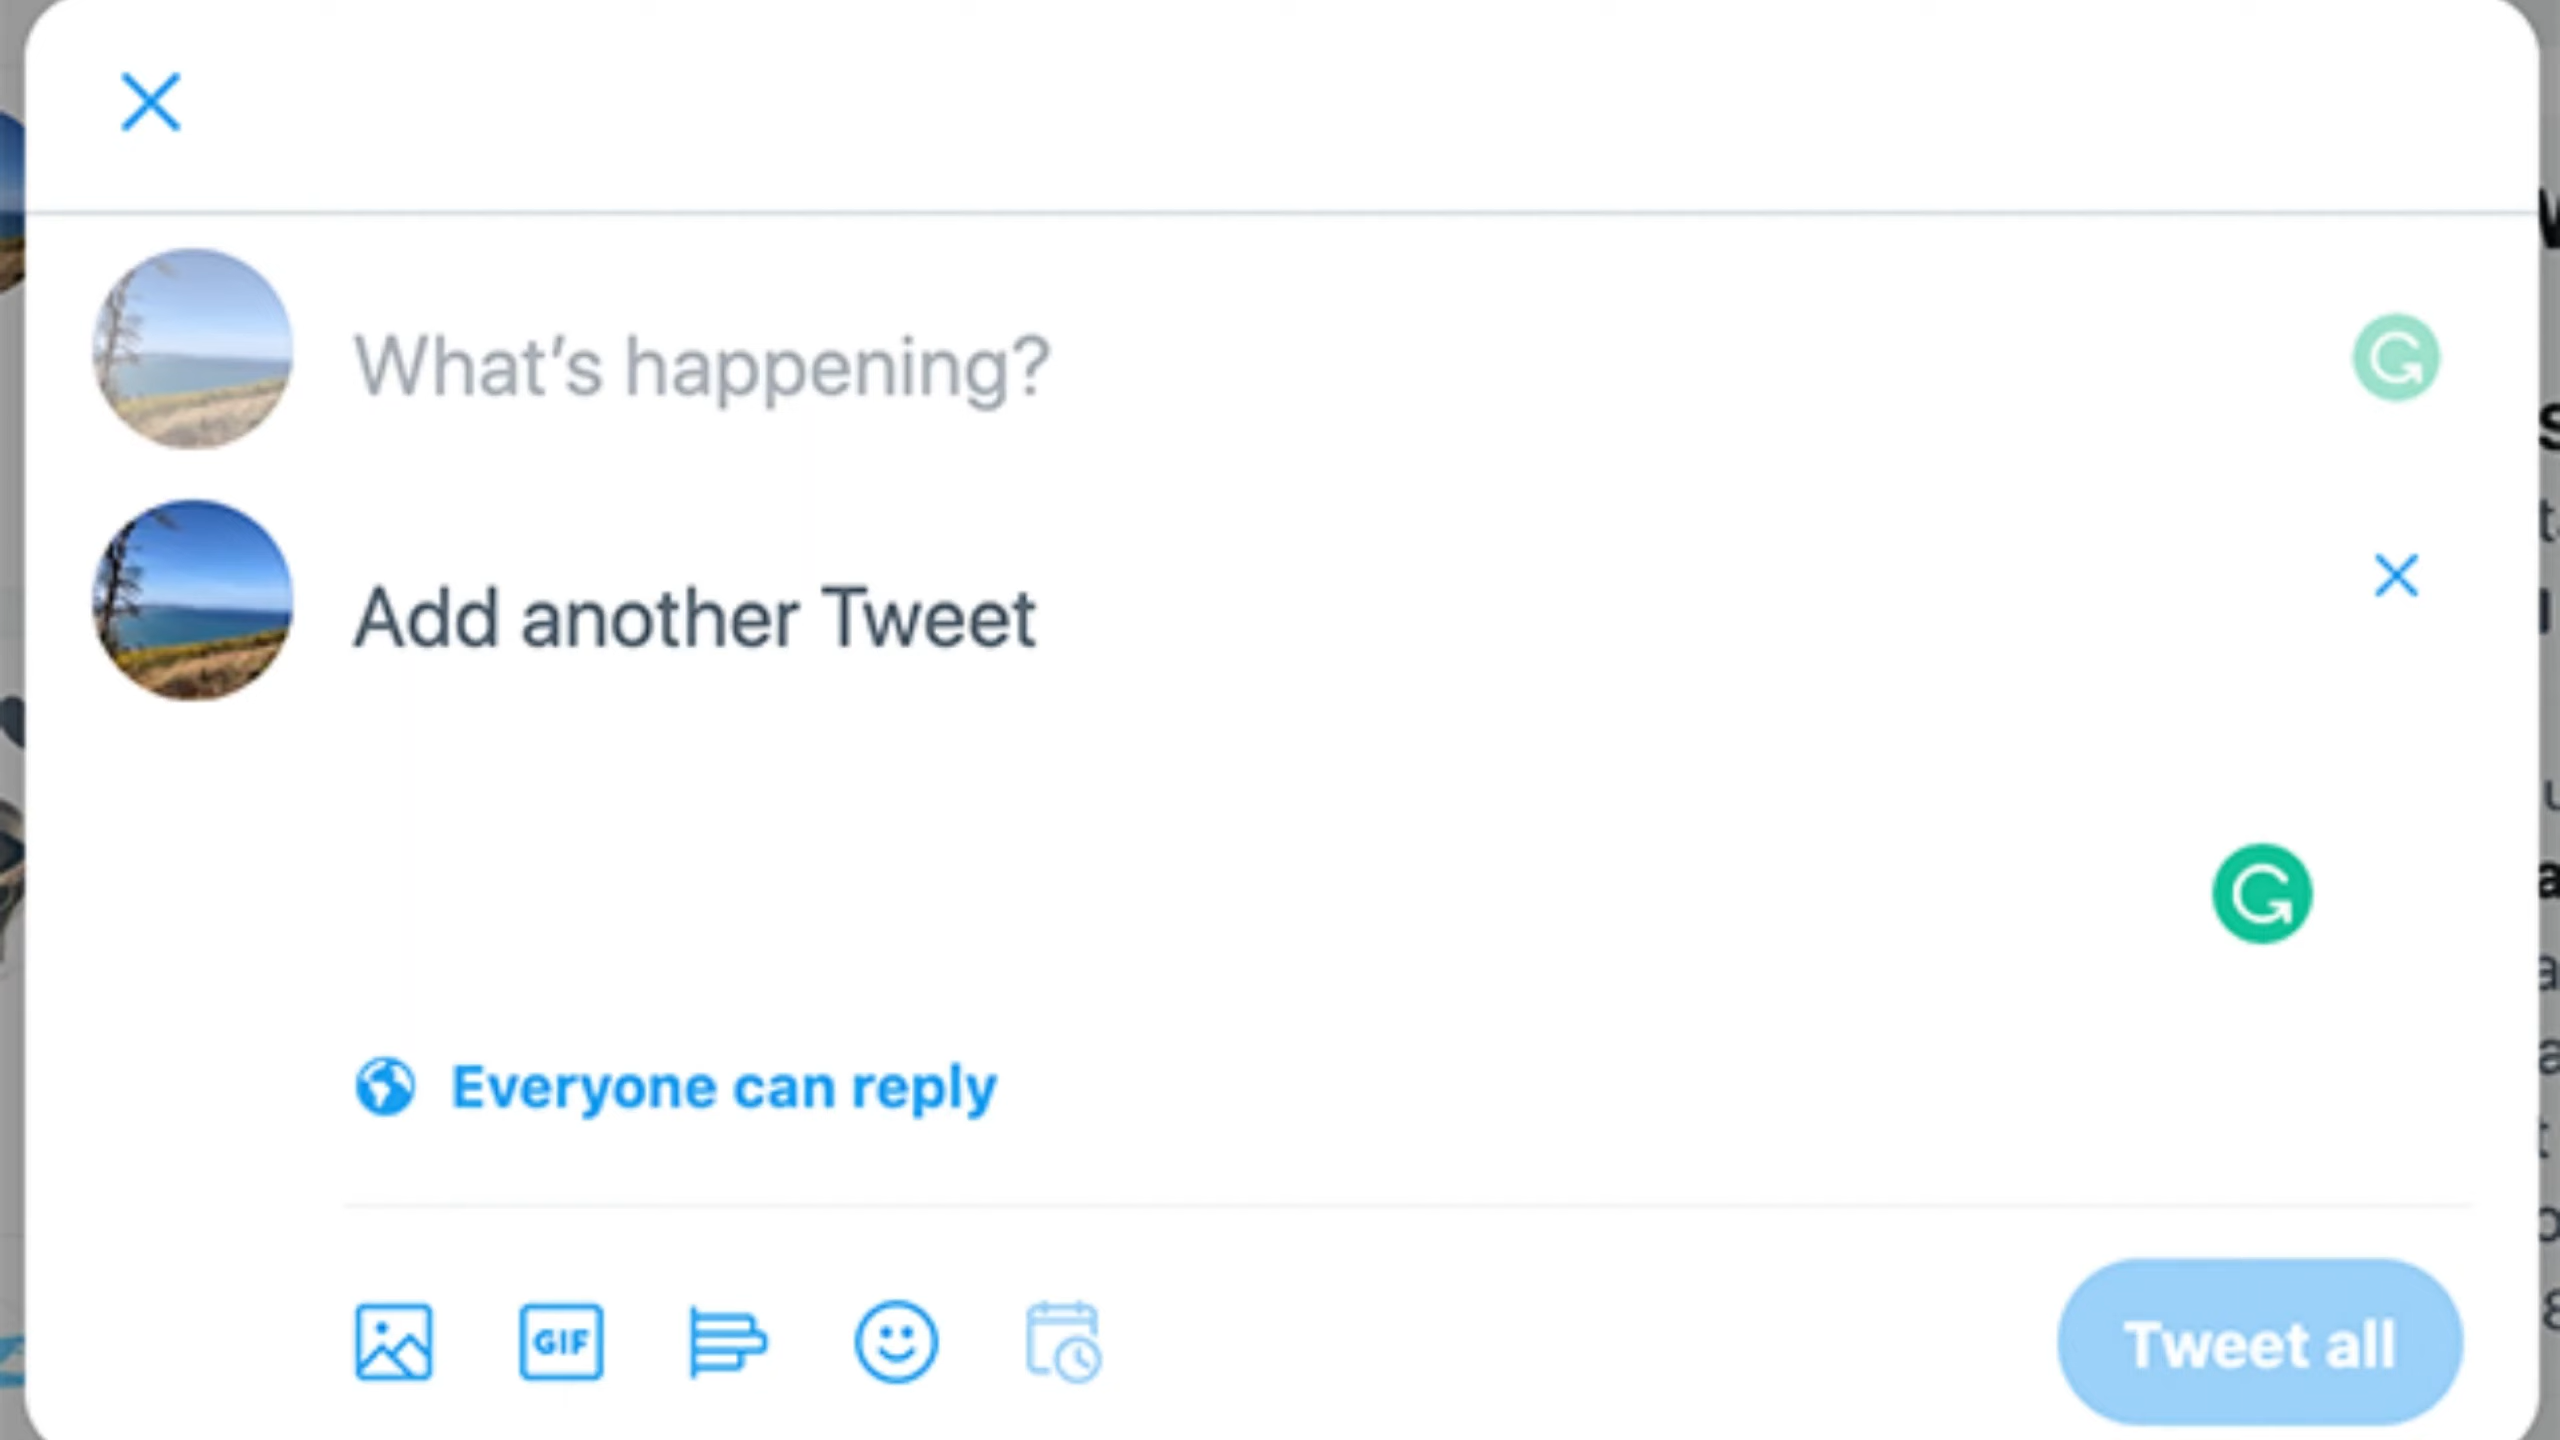 What's happening?
Add another Tweet
Everyone can reply
GIF
Tweet all